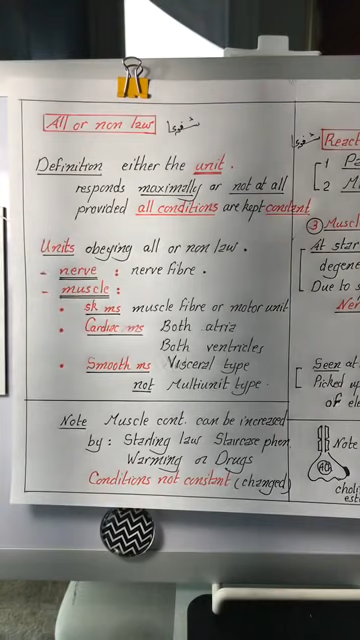 All or non law شفوي
Definition either the unit.
responds maximally or not at all
provided all conditions are kept constant
Units obeying all or non law.
- nerve : nerve fibre.
- muscle :
• sk ms muscle fibre or motor unit
• Cardiac ms Both atria
Both ventricles
• Smooth ms Visceral type
not Multiunit type.
Note Muscle cont. can be increased
by : Starling law Staircase phen
Warming or Drugs
Conditions not constant (changed)
شفوي React
1 Pa
2 M
3 Muscle
At star
degene
Due to s
Ner
Seen at
Picked up
of ele
Note
choli
este